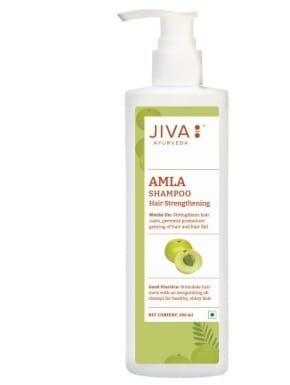 JIVA
AYURVEDA
AMLA
SHAMPOO
Hair Strengthening
Works On: Strengthens hair
roots, prevents premature
graying of hair and hair fall
Good Practice: Stimulate hair
roots with an invigorating oil
champi for healthy, shiny hair
NET CONTENT: 200 ml